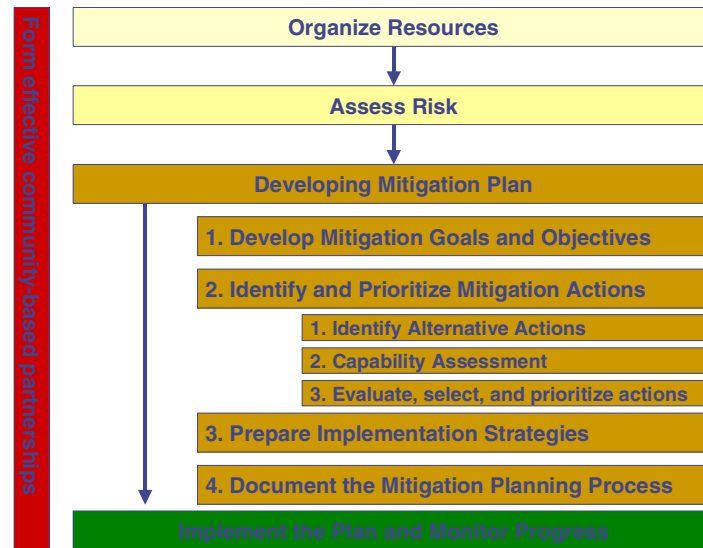 Form effective community-based partnerships
Organize Resources
Assess Risk
Developing Mitigation Plan
1. Develop Mitigation Goals and Objectives
2. Identify and Prioritize Mitigation Actions
1. Identify Alternative Actions
2. Capability Assessment
3. Evaluate, select, and prioritize actions
3. Prepare Implementation Strategies
4. Document the Mitigation Planning Process
Implement the Plan and Monitor Progress